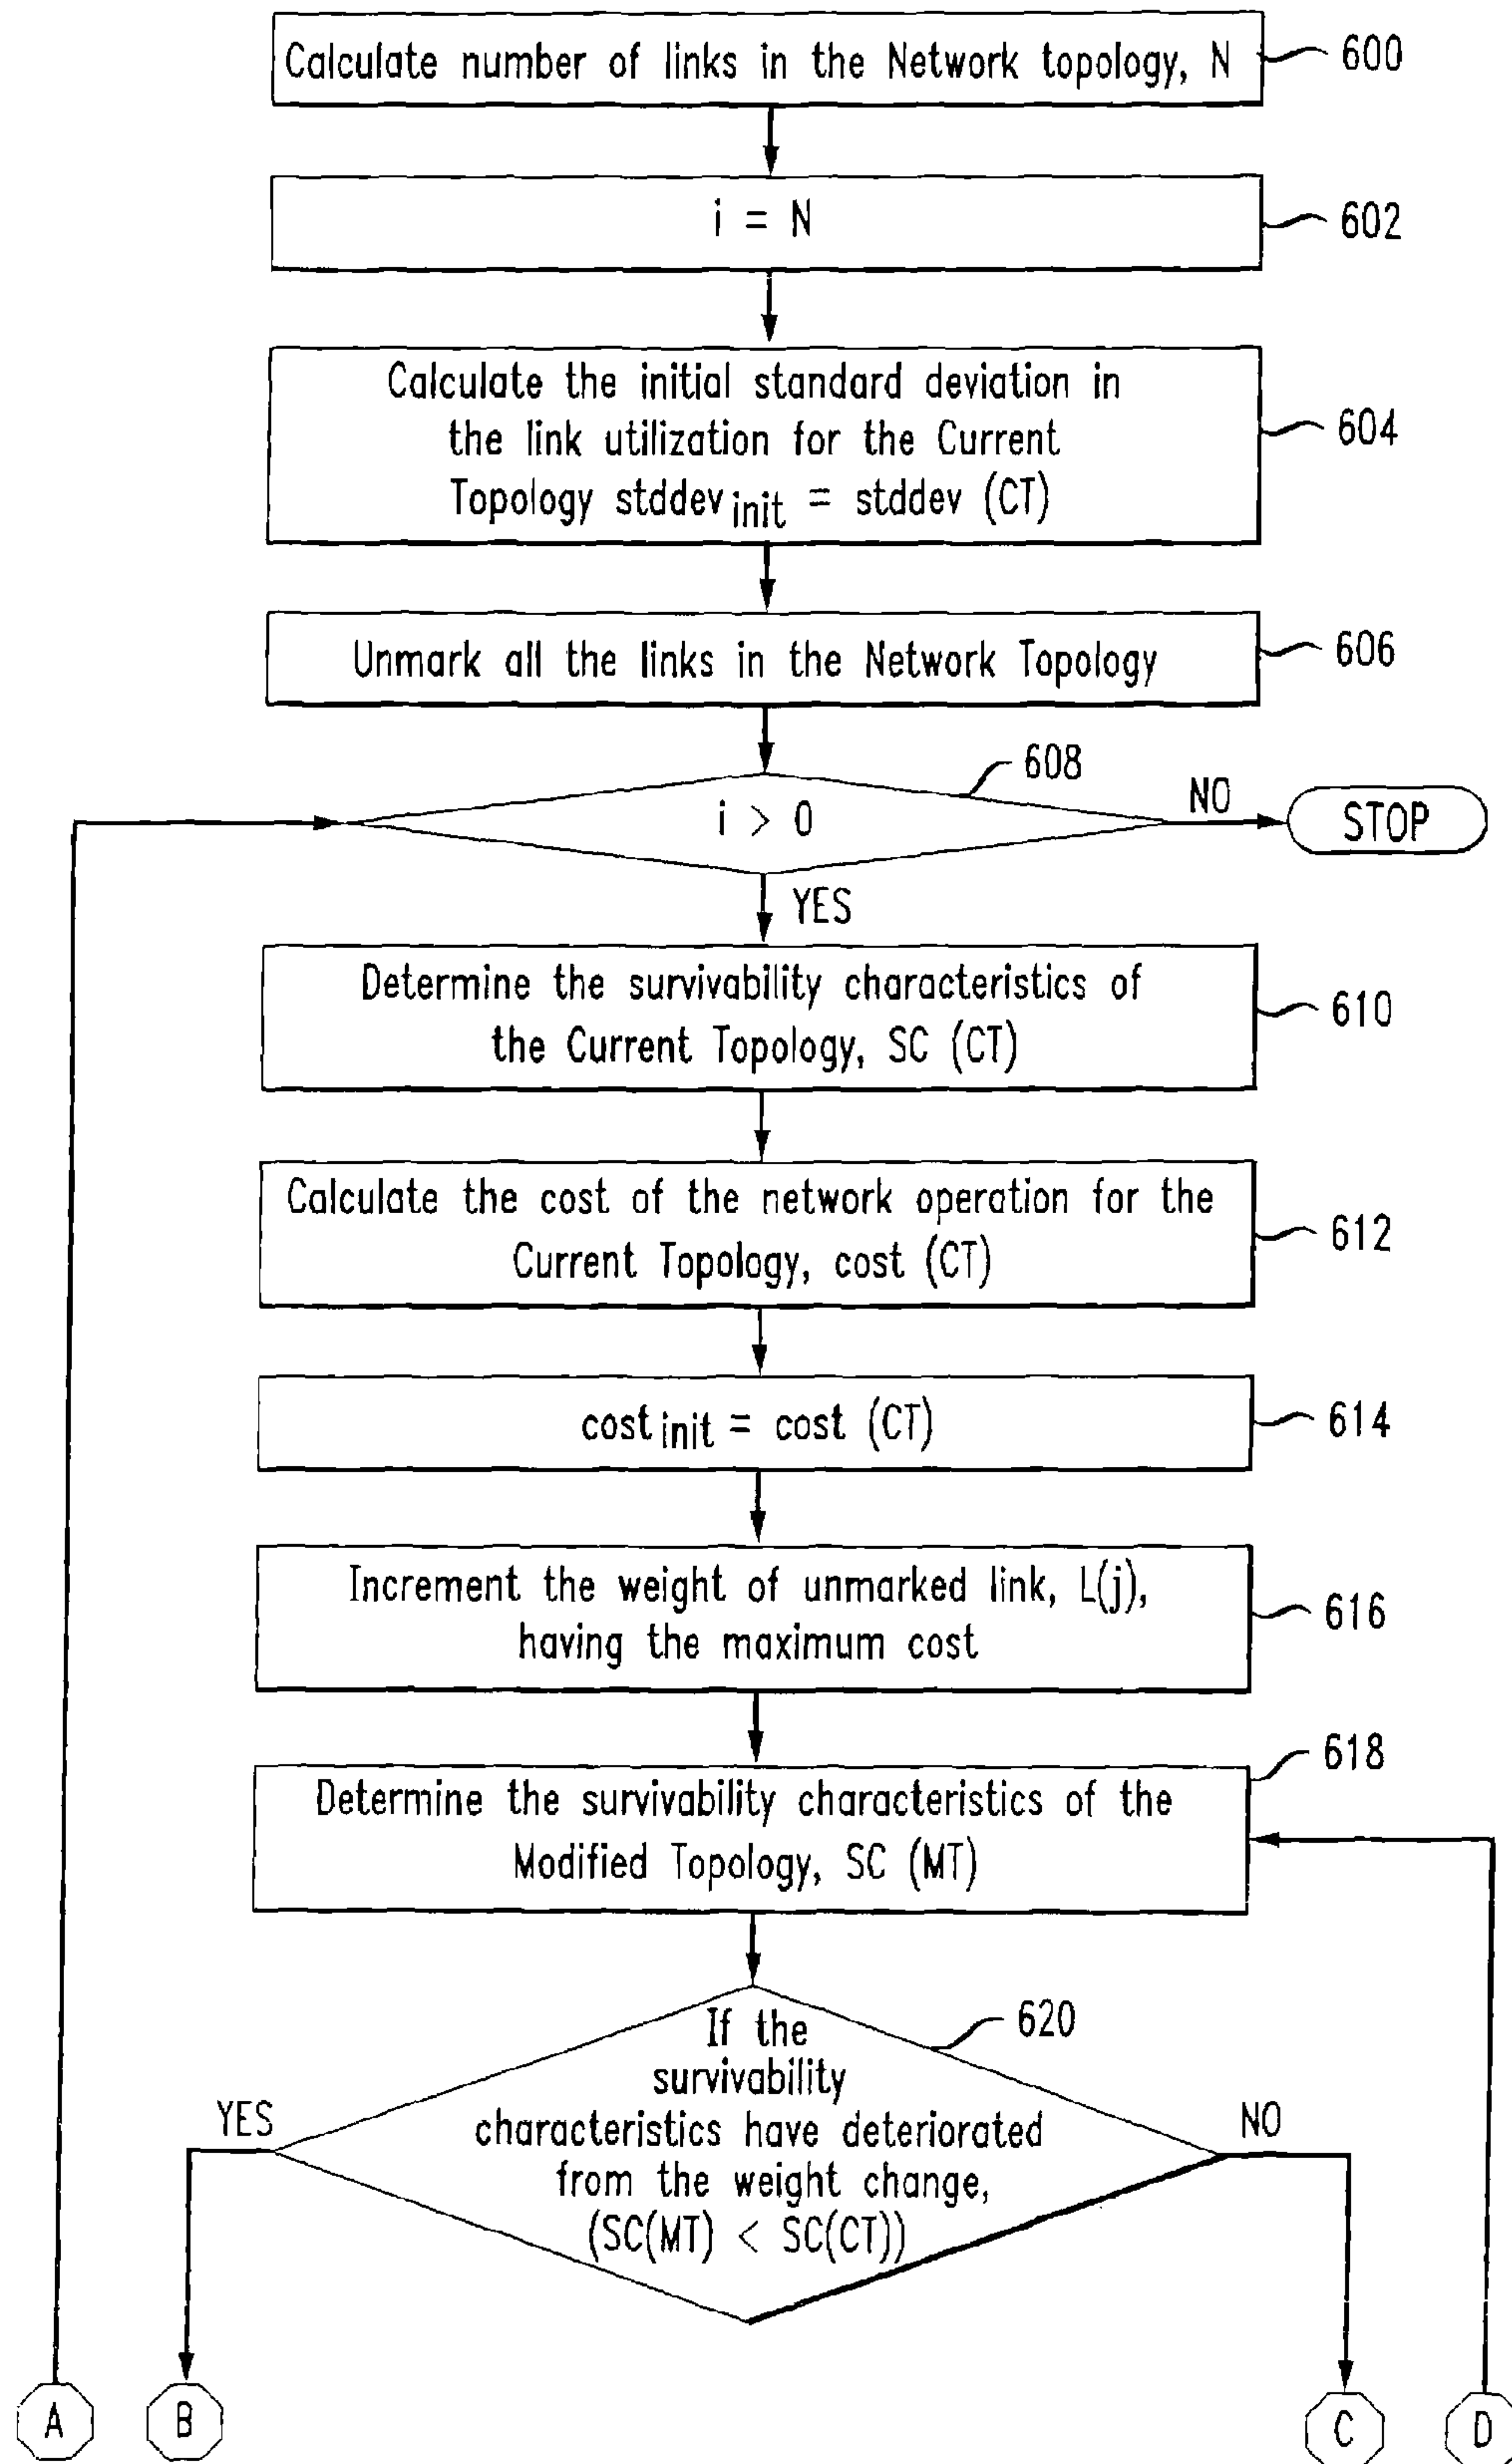 Calculate number of links in the Network topology, N
600
i = N
602
Calculate the initial standard deviation in
the link utilization for the Current
Topology stddev init = stddev (CT)
604
Unmark all the links in the Network Topology
606
608
i > 0
NO
STOP
YES
Determine the survivability characteristics of
the Current Topology, SC (CT)
610
Calculate the cost of the network operation for the
Current Topology, cost (CT)
612
cost init = cost (CT)
614
Increment the weight of unmarked link, L(j),
having the maximum cost
616
618
Determine the survivability characteristics of the
Modified Topology, SC (MT)
620
If the
survivability
characteristics have deteriorated
from the weight change,
(SC(MT) < SC(CT))
YES
NO
A
B
C
D